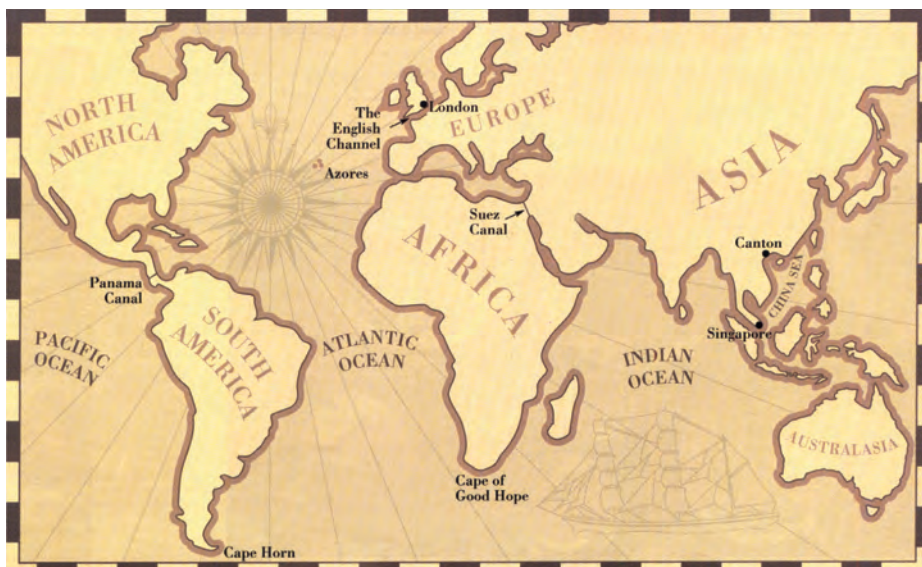 NORTH
AMERICA
The
English
Channel
London
EUROPE
ASIA
Azores
Suez
Canal
AFRICA
Canton
CHINA SEA
Panama
Canal
SOUTH
AMERICA
PACIFIC
OCEAN
ATLANTIC
OCEAN
INDIAN
OCEAN
Singapore
AUSTRALASIA
Cape of
Good Hope
Cape Horn